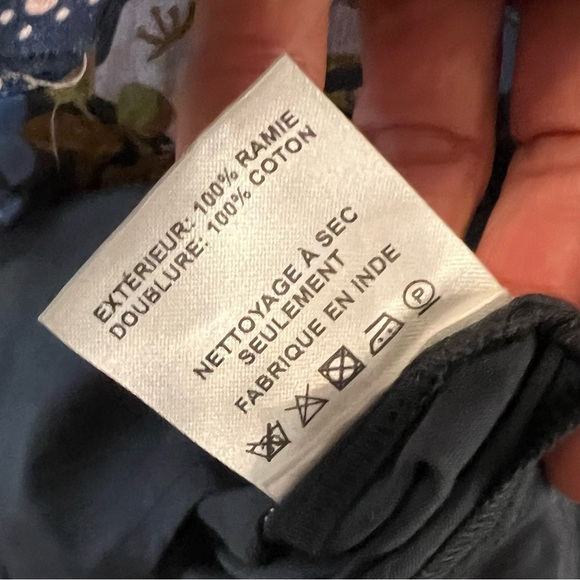 EXTÉRIEUR: 100% RAMIE
DOUBLURE: 100% COTON
NETTOYAGE À SEC
SEULEMENT
FABRIQUE EN INDE
P